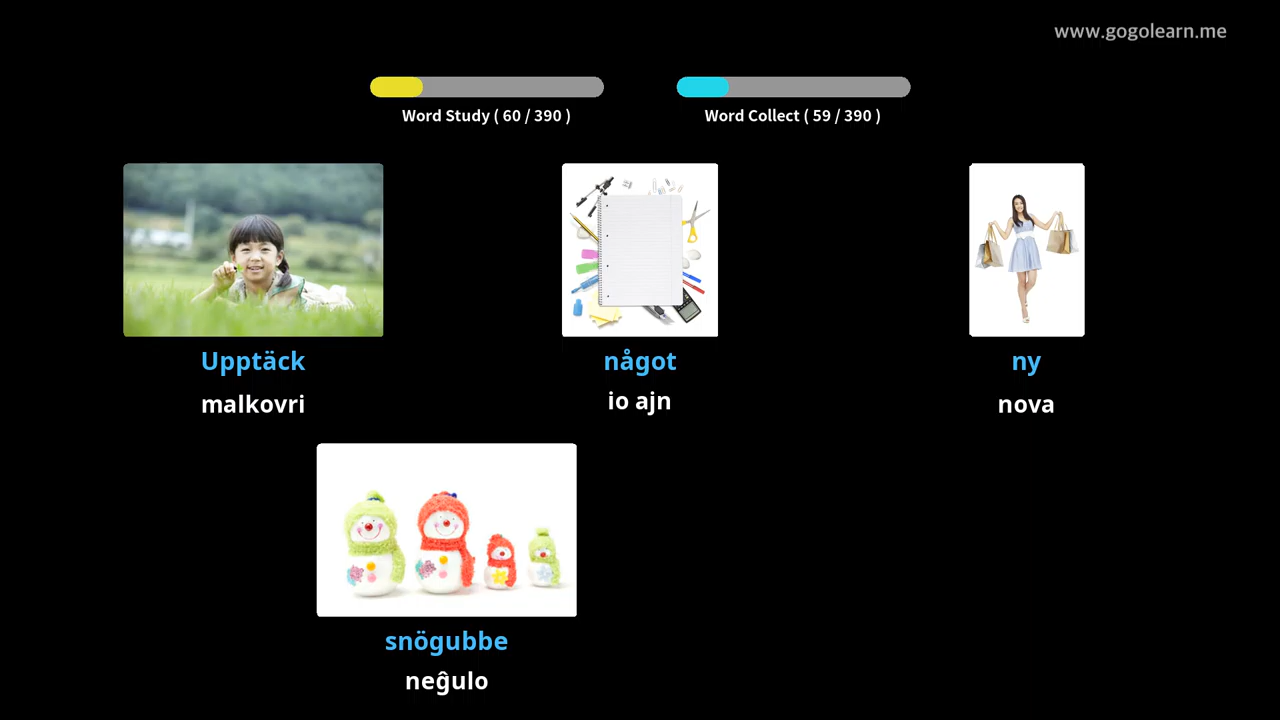 www.gogolearn.me
Word Study ( 60 / 390 )
Word Collect ( 59 / 390 )
Upptäck
malkovri
något
io ajn
ny
nova
snögubbe
neĝulo